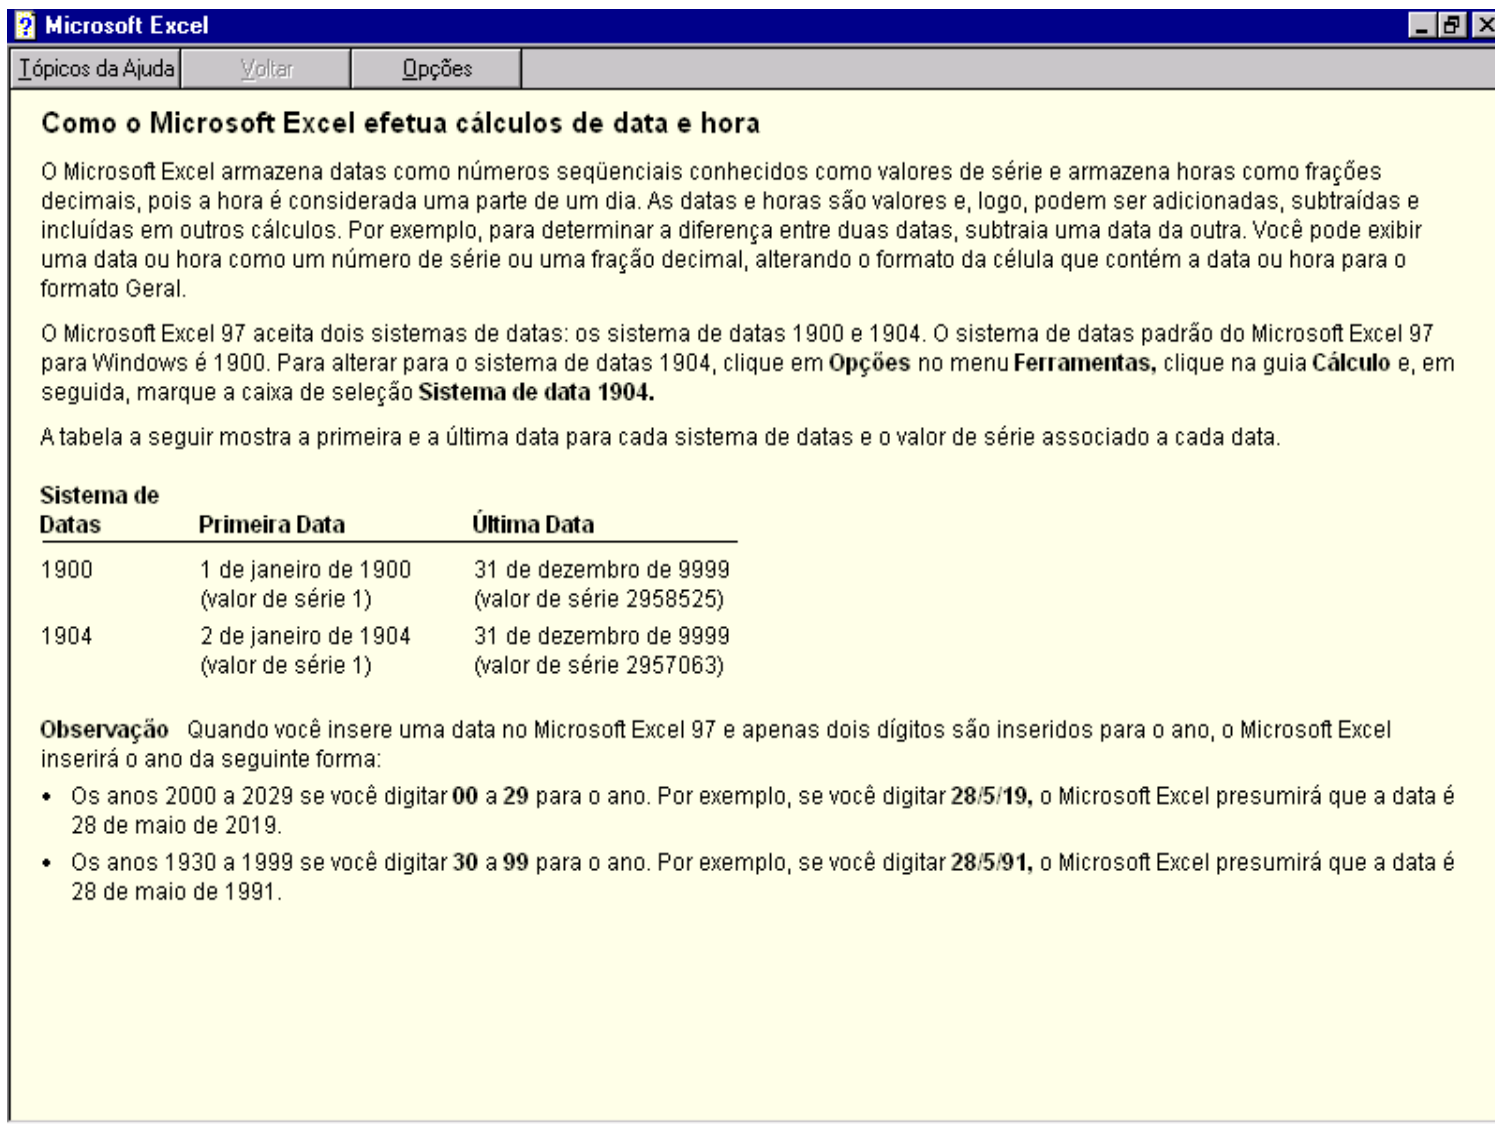 Microsoft Excel
Tópicos da Ajuda Voltar Opções
Como o Microsoft Excel efetua cálculos de data e hora
O Microsoft Excel armazena datas como números seqüenciais conhecidos como valores de série e armazena horas como frações
decimais, pois a hora é considerada uma parte de um dia. As datas e horas são valores e, logo, podem ser adicionadas, subtraídas e
incluídas em outros cálculos. Por exemplo, para determinar a diferença entre duas datas, subtraia uma data da outra. Você pode exibir
uma data ou hora como um número de série ou uma fração decimal, alterando o formato da célula que contém a data ou hora para o
formato Geral.
O Microsoft Excel 97 aceita dois sistemas de datas: os sistema de datas 1900 e 1904. O sistema de datas padrão do Microsoft Excel 97
para Windows é 1900. Para alterar para o sistema de datas 1904, clique em Opções no menu Ferramentas, clique na guia Cálculo e, em
seguida, marque a caixa de seleção Sistema de data 1904.
A tabela a seguir mostra a primeira e a última data para cada sistema de datas e o valor de série associado a cada data.
Sistema de
Datas Primeira Data Última Data
1900 1 de janeiro de 1900 31 de dezembro de 9999
(valor de série 1) (valor de série 2958525)
1904 2 de janeiro de 1904 31 de dezembro de 9999
(valor de série 1) (valor de série 2957063)
Observação Quando você insere uma data no Microsoft Excel 97 e apenas dois dígitos são inseridos para o ano, o Microsoft Excel
inserirá o ano da seguinte forma:
• Os anos 2000 a 2029 se você digitar 00 a 29 para o ano. Por exemplo, se você digitar 28/5/19, o Microsoft Excel presumirá que a data é
28 de maio de 2019.
• Os anos 1930 a 1999 se você digitar 30 a 99 para o ano. Por exemplo, se você digitar 28/5/91, o Microsoft Excel presumirá que a data é
28 de maio de 1991.